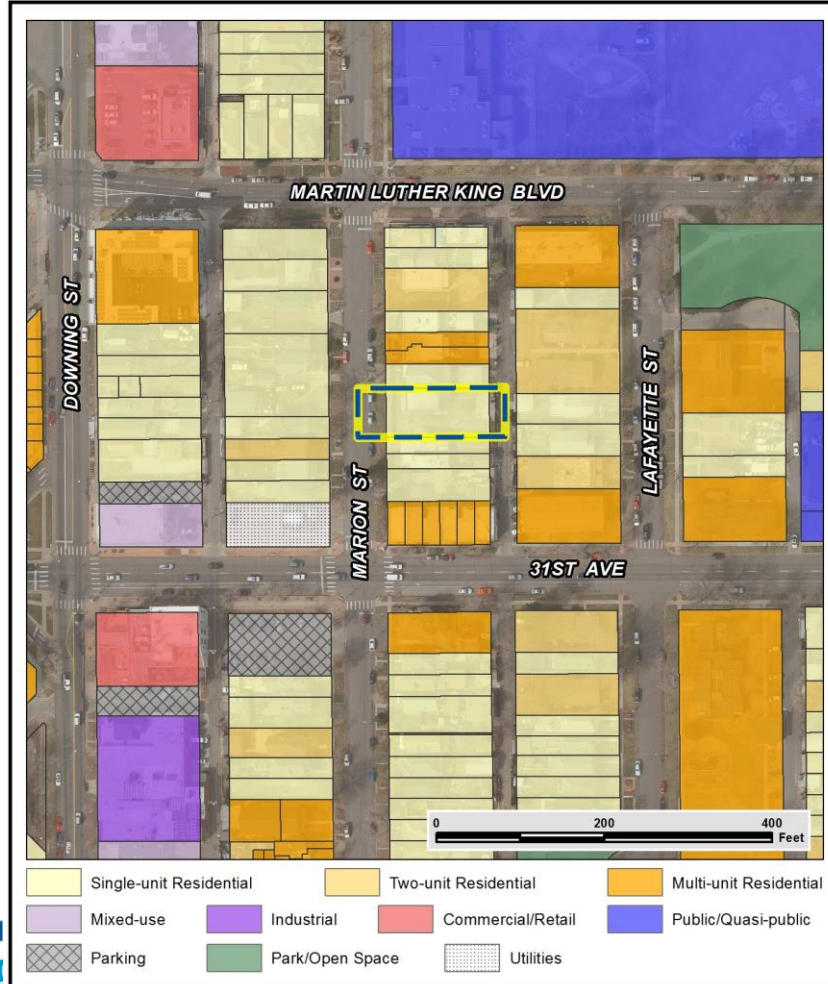 MARTIN LUTHER KING BLVD
DOWNING ST
MARION ST
LAFAYETTE ST
31ST AVE
0 200 400
Feet
Single-unit Residential Two-unit Residential Multi-unit Residential
Mixed-use Industrial Commercial/Retail Public/Quasi-public
Parking Park/Open Space Utilities